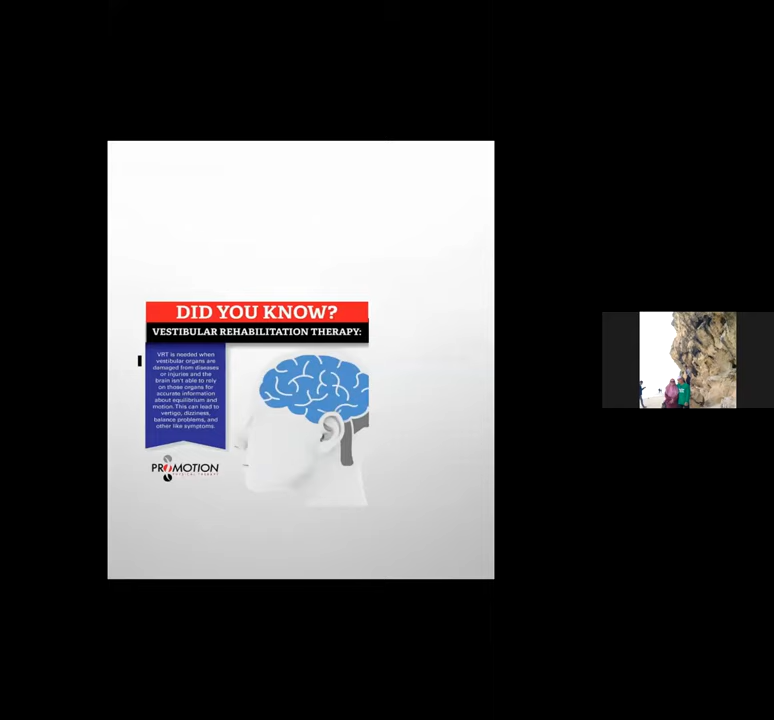 DID YOU KNOW?
VESTIBULAR REHABILITATION THERAPY:
VRT is needed when
vestibular organs are
damaged from diseases
or injuries and the
brain isn't able to rely
on those organs for
accurate information
about equilibrium and
motion. This can lead to
vertigo, dizziness,
balance problems, and
other like symptoms.
PROMOTION
PHYSICAL THERAPY